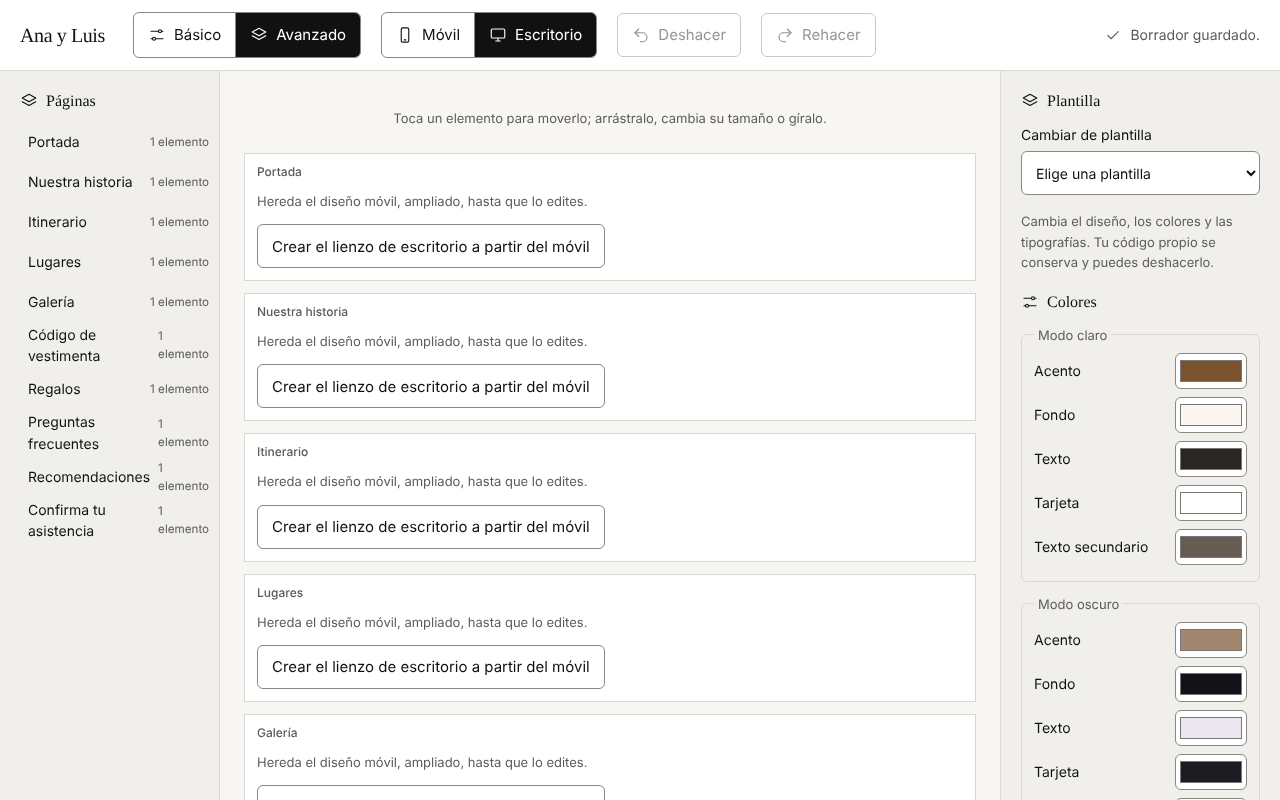 Ana y Luis
Básico
Avanzado
Móvil
Escritorio
Deshacer
Rehacer
Borrador guardado.
Páginas
Portada 1 elemento
Nuestra historia 1 elemento
Itinerario 1 elemento
Lugares 1 elemento
Galería 1 elemento
Código de vestimenta 1 elemento
Regalos 1 elemento
Preguntas frecuentes 1 elemento
Recomendaciones 1 elemento
Confirma tu asistencia 1 elemento
Toca un elemento para moverlo; arrástralo, cambia su tamaño o gíralo.
Portada
Hereda el diseño móvil, ampliado, hasta que lo edites.
Crear el lienzo de escritorio a partir del móvil
Nuestra historia
Hereda el diseño móvil, ampliado, hasta que lo edites.
Crear el lienzo de escritorio a partir del móvil
Itinerario
Hereda el diseño móvil, ampliado, hasta que lo edites.
Crear el lienzo de escritorio a partir del móvil
Lugares
Hereda el diseño móvil, ampliado, hasta que lo edites.
Crear el lienzo de escritorio a partir del móvil
Galería
Hereda el diseño móvil, ampliado, hasta que lo edites.
Plantilla
Cambiar de plantilla
Elige una plantilla
Cambia el diseño, los colores y las
tipografías. Tu código propio se
conserva y puedes deshacerlo.
Colores
Modo claro
Acento
Fondo
Texto
Tarjeta
Texto secundario
Modo oscuro
Acento
Fondo
Texto
Tarjeta